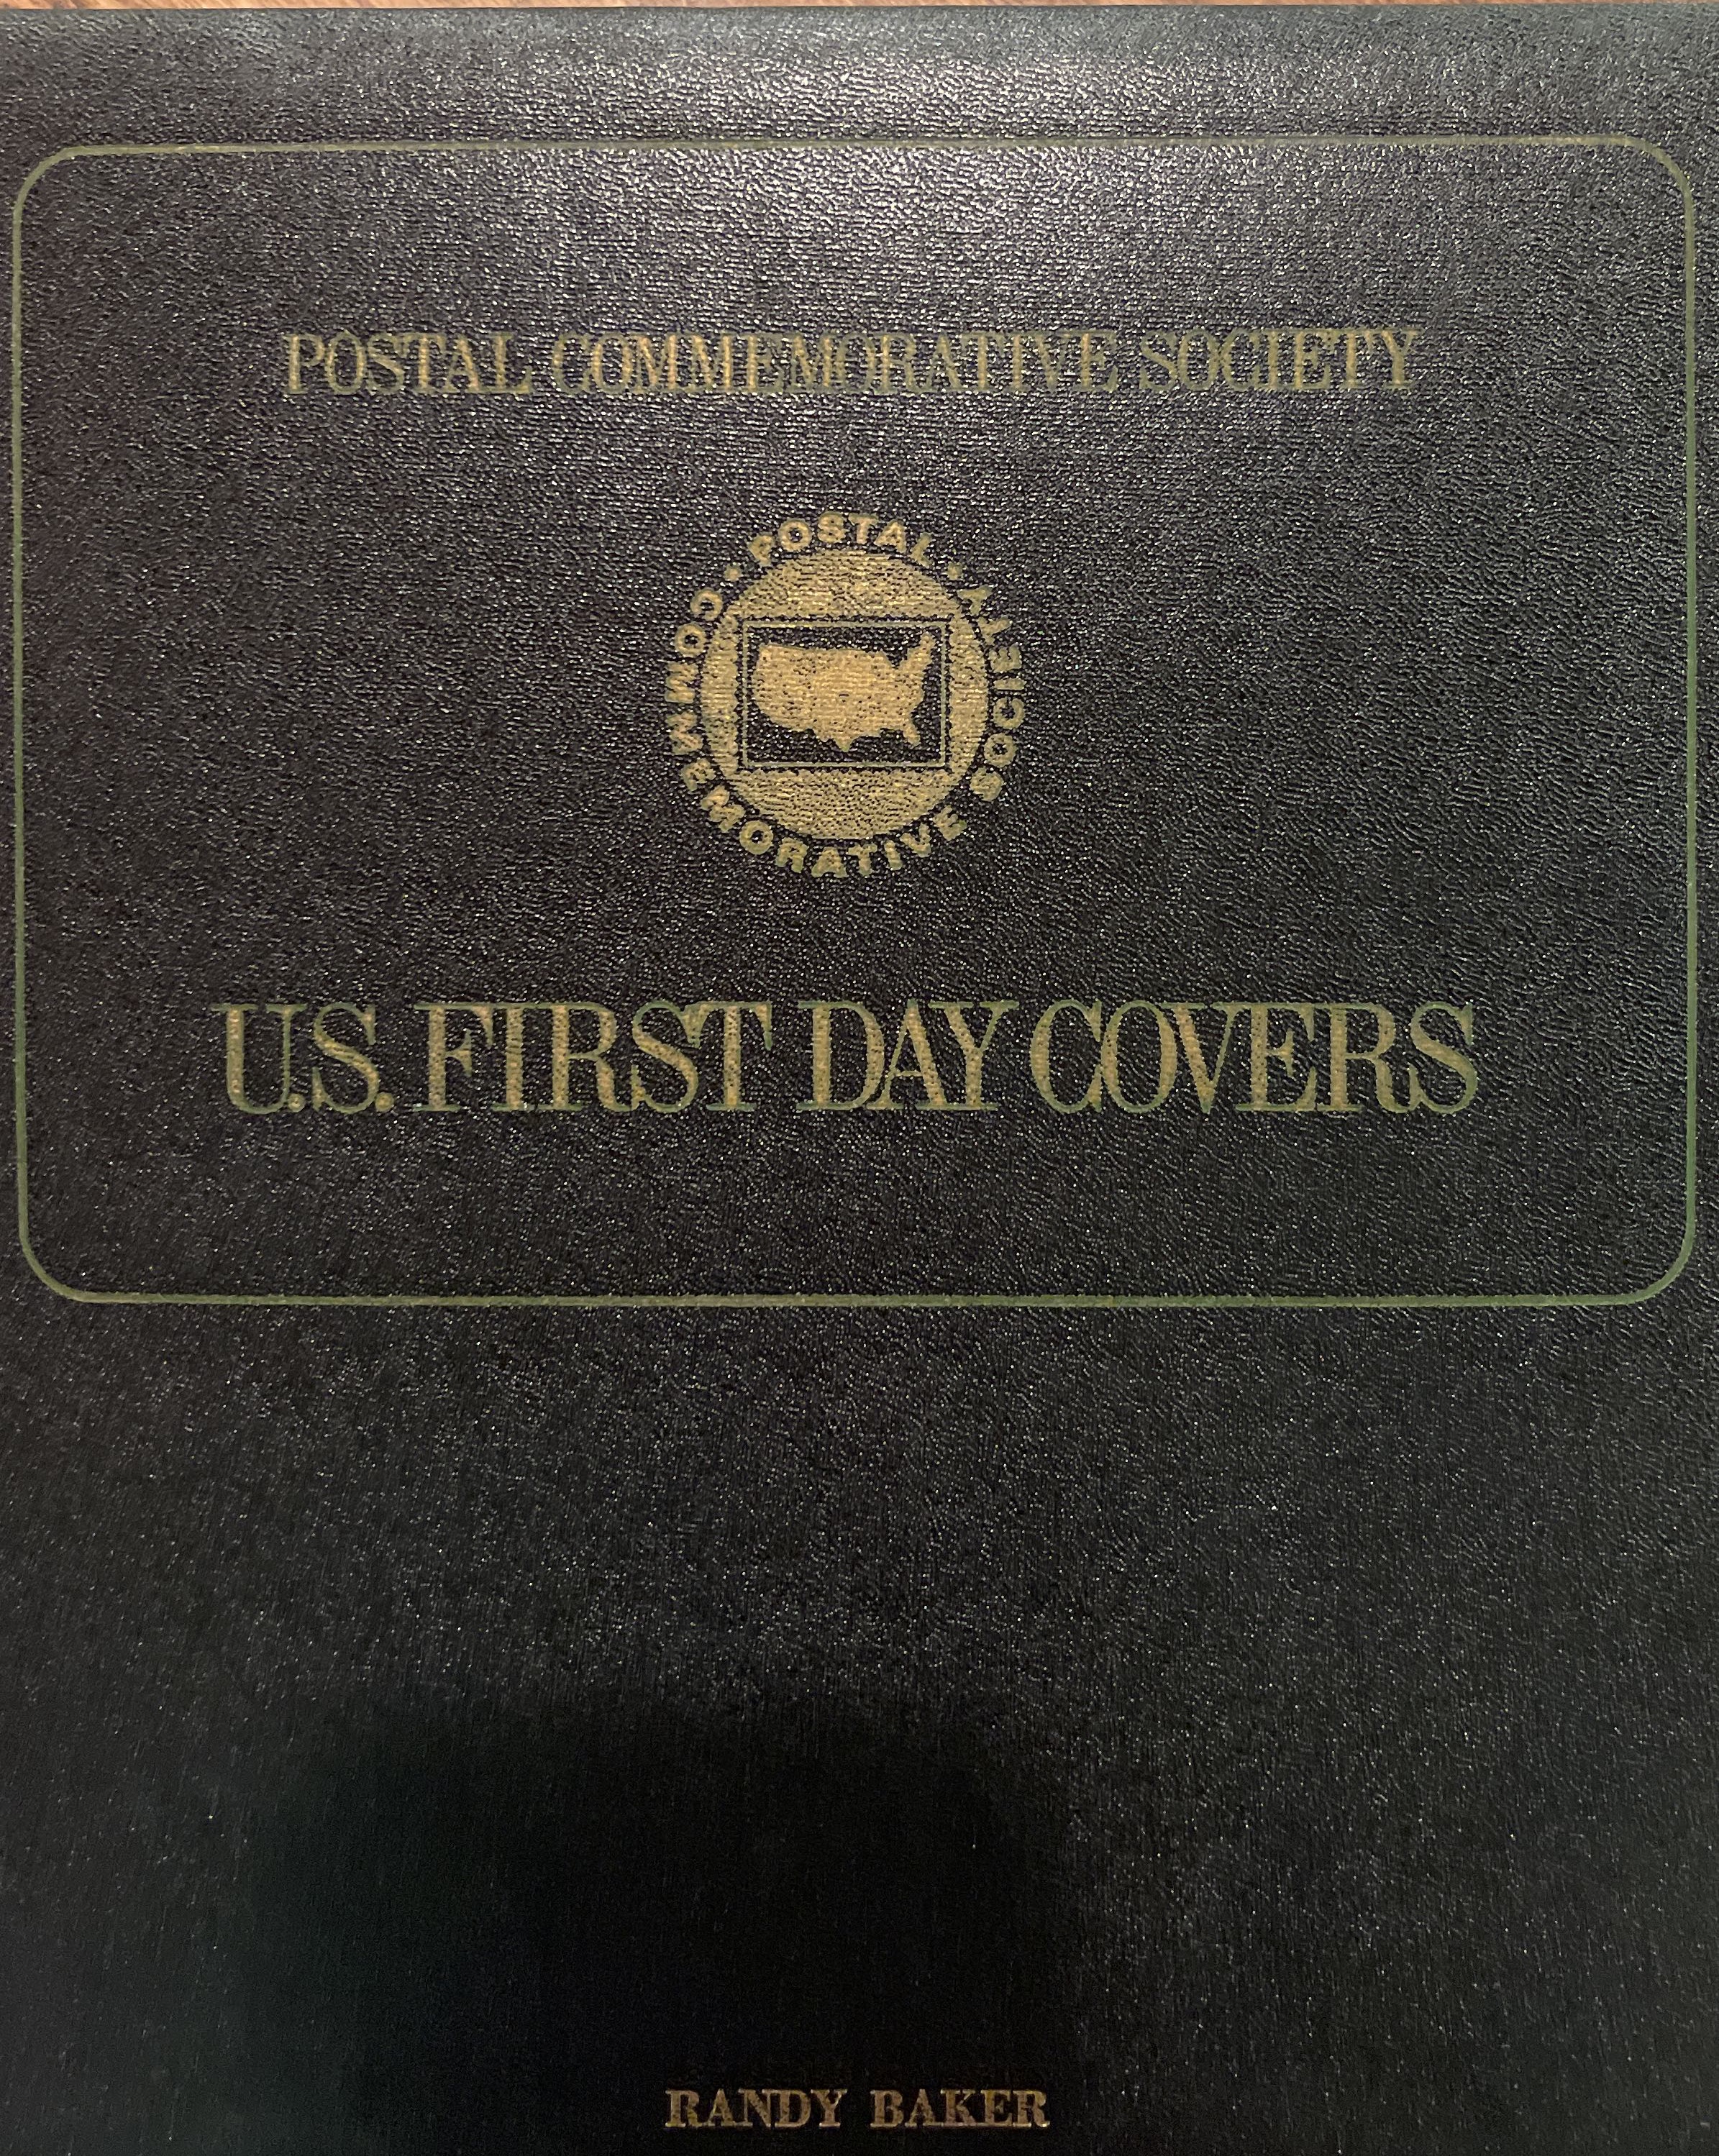 POSTAL COMMEMORATIVE SOCIETY
• POSTAL •
COMMEMORATIVE SOCIETY
U.S. FIRST DAY COVERS
RANDY BAKER